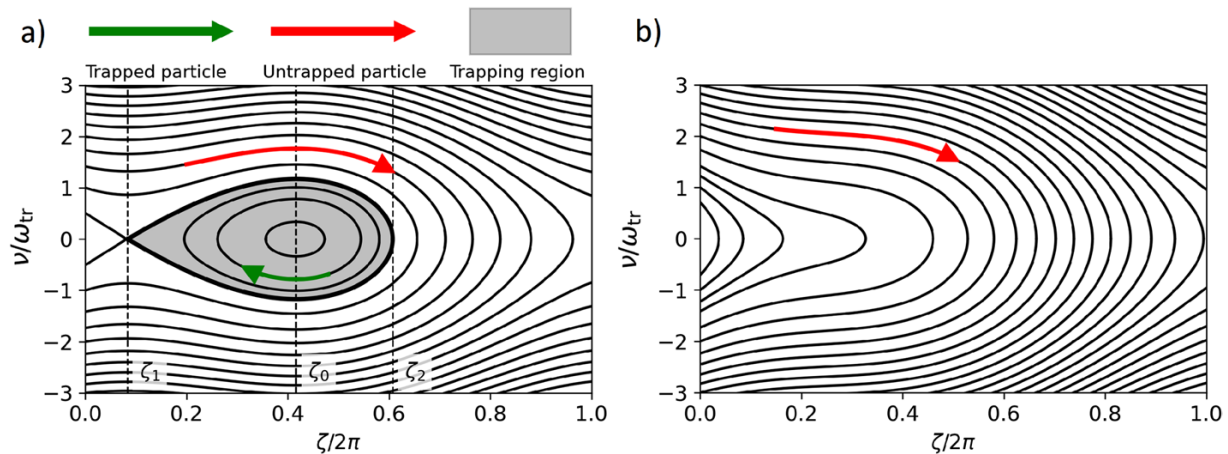 a)
Trapped particle Untrapped particle Trapping region
3
2
1
0
−1
−2
−3
ν/ω_tr
ζ₁ ζ₀ ζ₂
0.0 0.2 0.4 0.6 0.8 1.0
ζ/2π
b)
3
2
1
0
−1
−2
−3
ν/ω_tr
0.0 0.2 0.4 0.6 0.8 1.0
ζ/2π